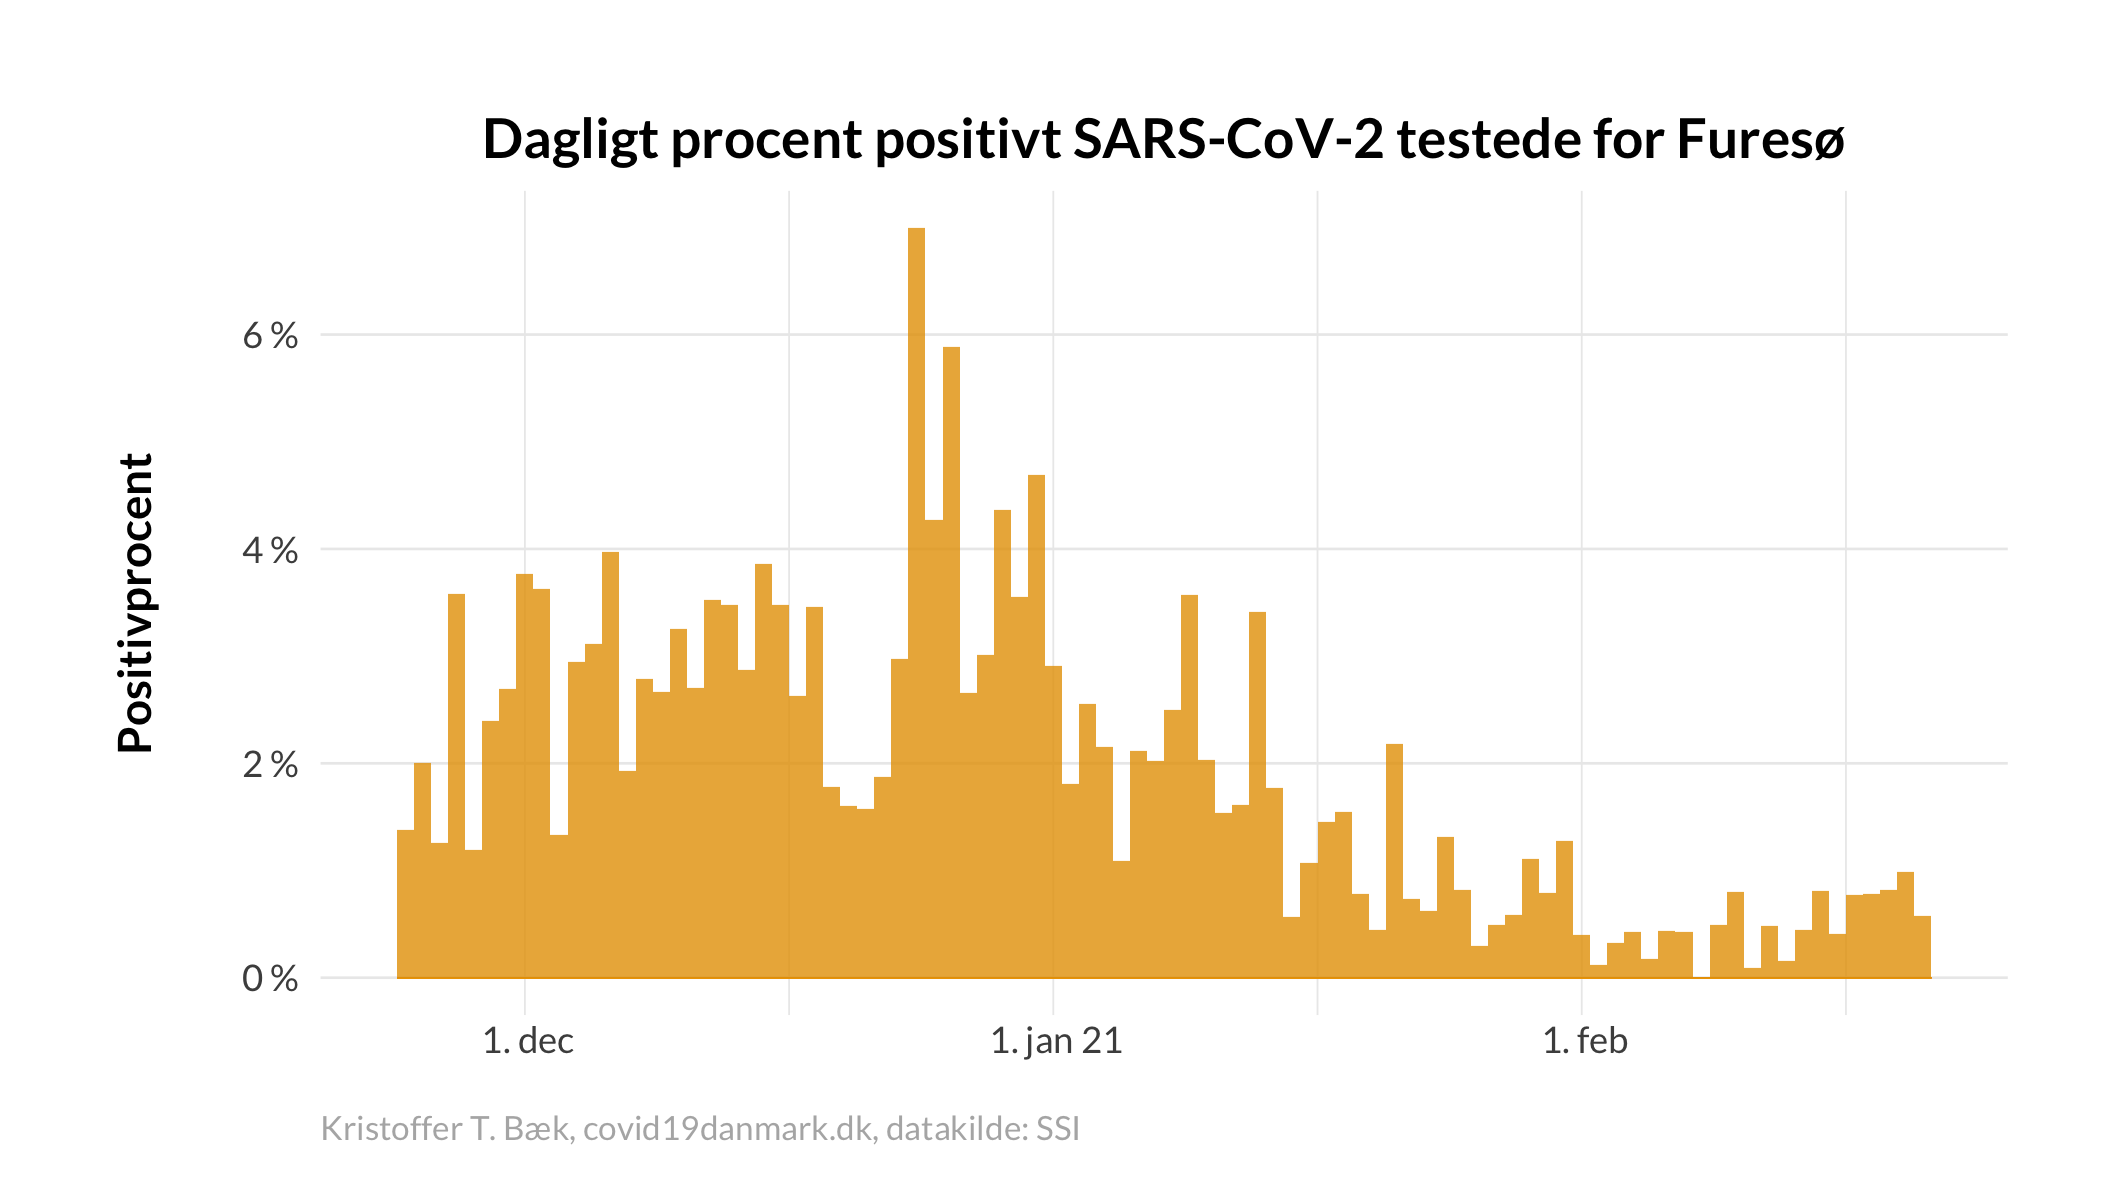 Dagligt procent positivt SARS-CoV-2 testede for Furesø
Positivprocent
6 %
4 %
2 %
0 %
1. dec
1. jan 21
1. feb
Kristoffer T. Bæk, covid19danmark.dk, datakilde: SSI